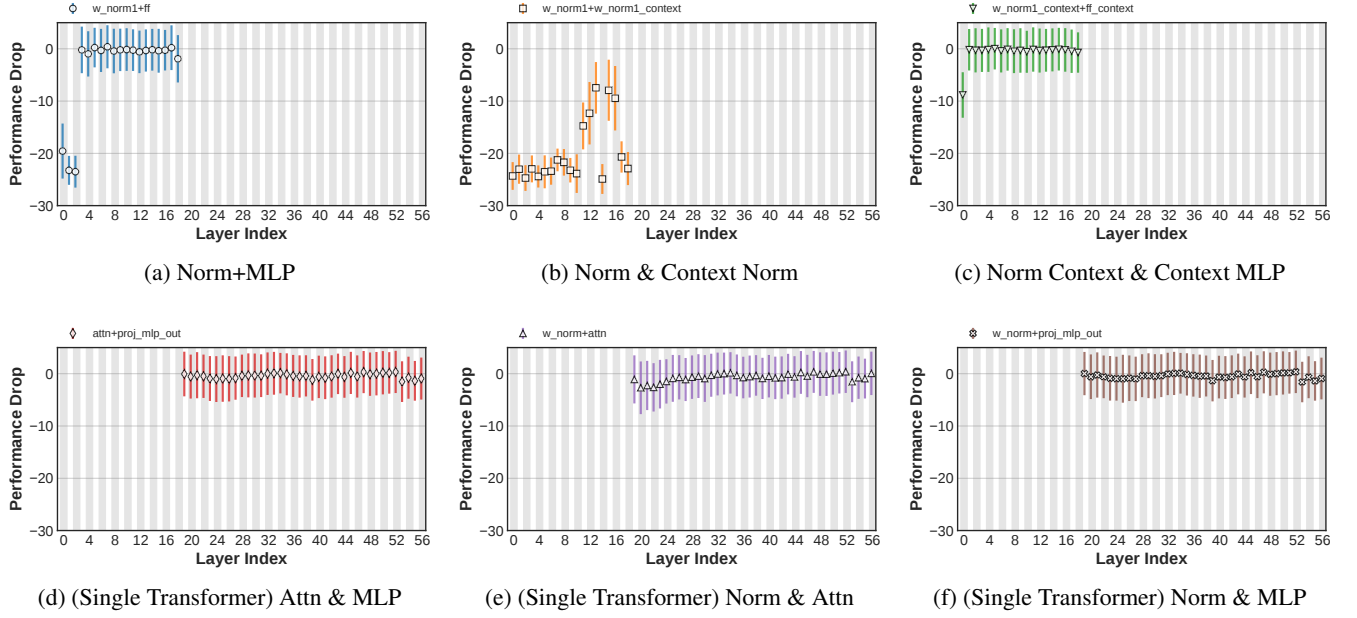 w_norm1+ff
w_norm1+w_norm1_context
w_norm1_context+ff_context
Performance Drop
0
−10
−20
−30
0 4 8 12 16 20 24 28 32 36 40 44 48 52 56
Layer Index
Performance Drop
0
−10
−20
−30
0 4 8 12 16 20 24 28 32 36 40 44 48 52 56
Layer Index
Performance Drop
0
−10
−20
−30
0 4 8 12 16 20 24 28 32 36 40 44 48 52 56
Layer Index
(a) Norm+MLP
(b) Norm & Context Norm
(c) Norm Context & Context MLP
attn+proj_mlp_out
w_norm+attn
w_norm+proj_mlp_out
Performance Drop
0
−10
−20
−30
0 4 8 12 16 20 24 28 32 36 40 44 48 52 56
Layer Index
Performance Drop
0
−10
−20
−30
0 4 8 12 16 20 24 28 32 36 40 44 48 52 56
Layer Index
Performance Drop
0
−10
−20
−30
0 4 8 12 16 20 24 28 32 36 40 44 48 52 56
Layer Index
(d) (Single Transformer) Attn & MLP
(e) (Single Transformer) Norm & Attn
(f) (Single Transformer) Norm & MLP